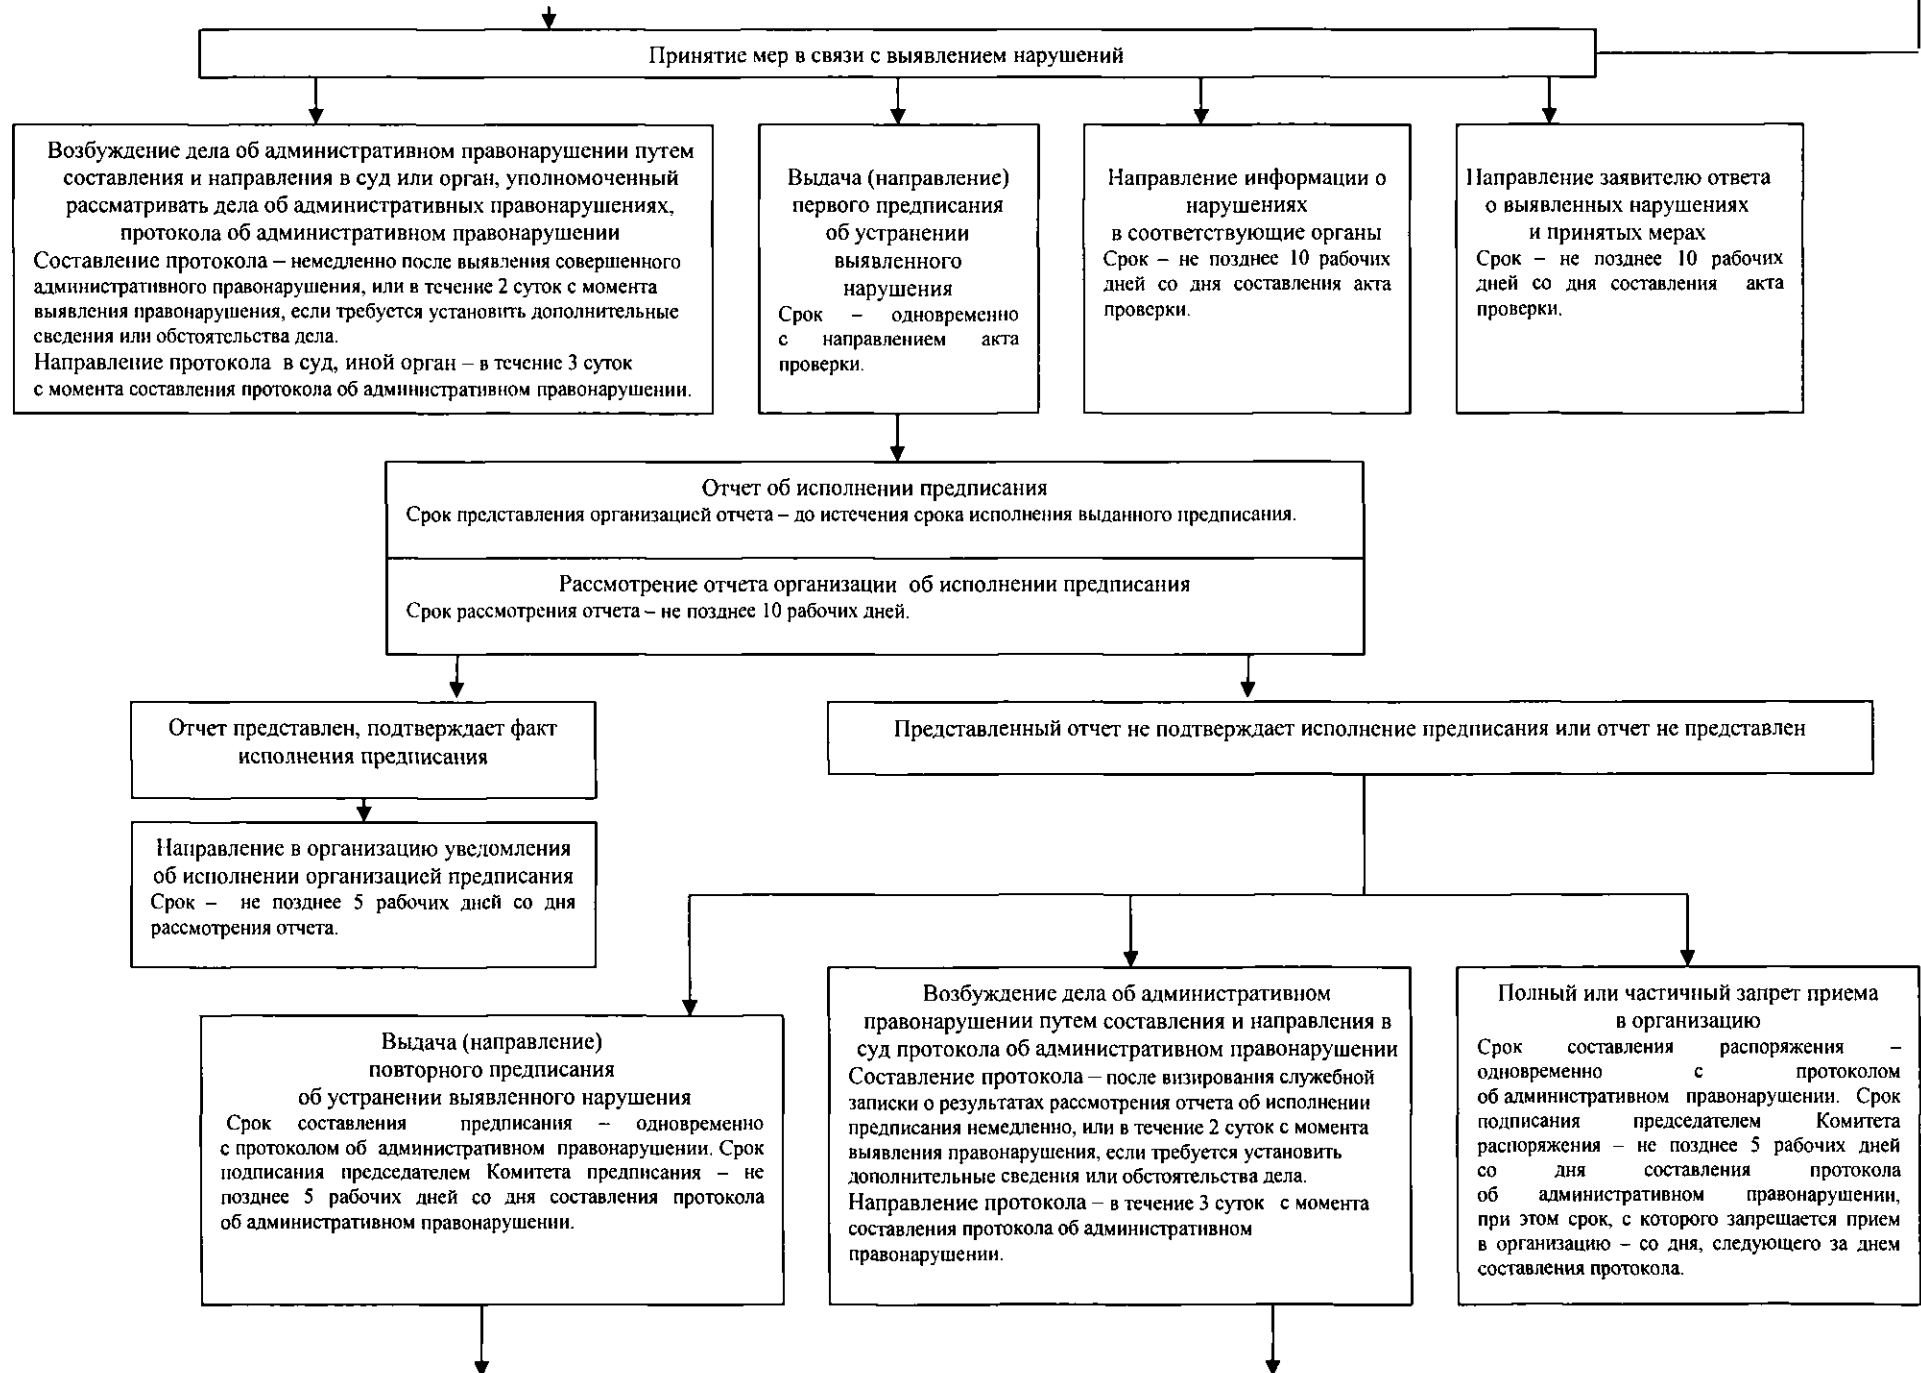 Принятие мер в связи с выявлением нарушений
Возбуждение дела об административном правонарушении путем
составления и направления в суд или орган, уполномоченный
рассматривать дела об административных правонарушениях,
протокола об административном правонарушении
Составление протокола – немедленно после выявления совершенного
административного правонарушения, или в течение 2 суток с момента
выявления правонарушения, если требуется установить дополнительные
сведения или обстоятельства дела.
Направление протокола в суд, иной орган – в течение 3 суток
с момента составления протокола об административном правонарушении.
Выдача (направление)
первого предписания
об устранении
выявленного
нарушения
Срок – одновременно
с направлением акта
проверки.
Направление информации о
нарушениях
в соответствующие органы
Срок – не позднее 10 рабочих
дней со дня составления акта
проверки.
Направление заявителю ответа
о выявленных нарушениях
и принятых мерах
Срок – не позднее 10 рабочих
дней со дня составления акта
проверки.
Отчет об исполнении предписания
Срок представления организацией отчета – до истечения срока исполнения выданного предписания.
Рассмотрение отчета организации об исполнении предписания
Срок рассмотрения отчета – не позднее 10 рабочих дней.
Отчет представлен, подтверждает факт
исполнения предписания
Представленный отчет не подтверждает исполнение предписания или отчет не представлен
Направление в организацию уведомления
об исполнении организацией предписания
Срок – не позднее 5 рабочих дней со дня
рассмотрения отчета.
Выдача (направление)
повторного предписания
об устранении выявленного нарушения
Срок составления предписания – одновременно
с протоколом об административном правонарушении. Срок
подписания председателем Комитета предписания – не
позднее 5 рабочих дней со дня составления протокола
об административном правонарушении.
Возбуждение дела об административном
правонарушении путем составления и направления в
суд протокола об административном правонарушении
Составление протокола – после визирования служебной
записки о результатах рассмотрения отчета об исполнении
предписания немедленно, или в течение 2 суток с момента
выявления правонарушения, если требуется установить
дополнительные сведения или обстоятельства дела.
Направление протокола – в течение 3 суток с момента
составления протокола об административном
правонарушении.
Полный или частичный запрет приема
в организацию
Срок составления распоряжения –
одновременно с протоколом
об административном правонарушении. Срок
подписания председателем Комитета
распоряжения – не позднее 5 рабочих дней
со дня составления протокола
об административном правонарушении,
при этом срок, с которого запрещается прием
в организацию – со дня, следующего за днем
составления протокола.